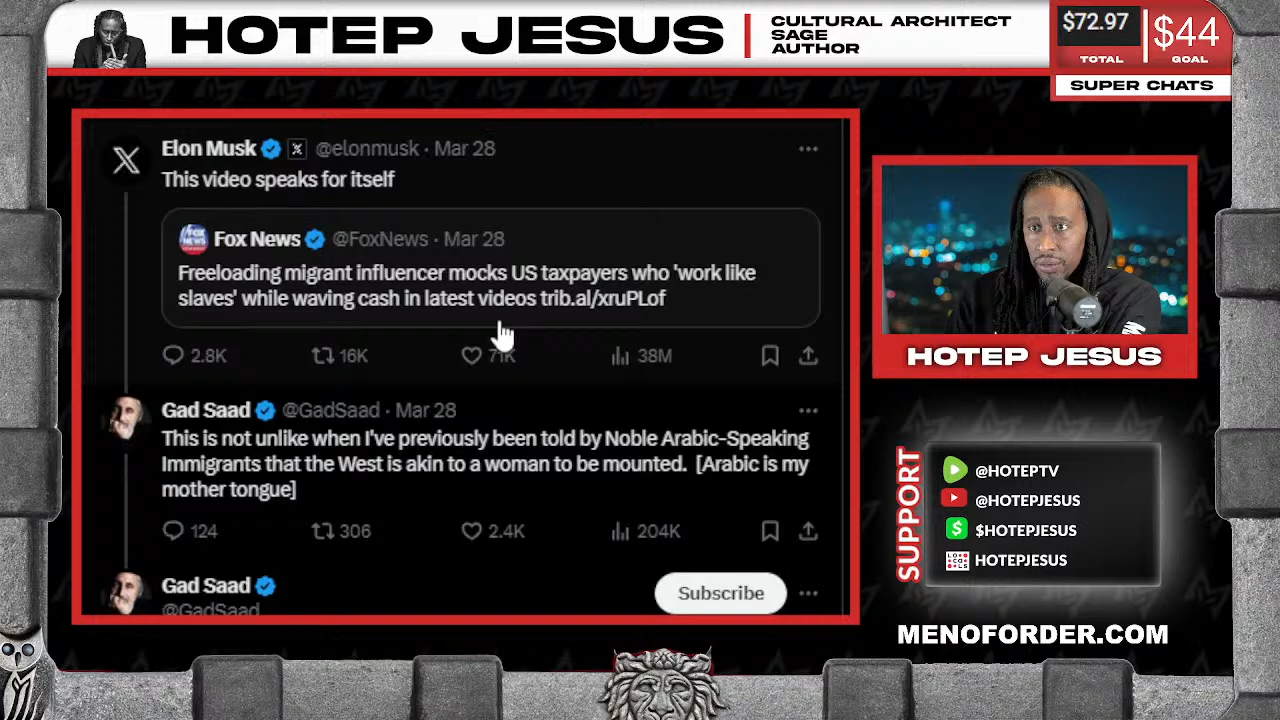 HOTEP JESUS
CULTURAL ARCHITECT
SAGE
AUTHOR
$72.97
TOTAL
$44
GOAL
SUPER CHATS
Elon Musk @elonmusk · Mar 28
This video speaks for itself
FOX NEWS
Fox News @FoxNews · Mar 28
Freeloading migrant influencer mocks US taxpayers who 'work like
slaves' while waving cash in latest videos trib.al/xruPLof
2.8K 16K 71K 38M
Gad Saad @GadSaad · Mar 28
This is not unlike when I've previously been told by Noble Arabic-Speaking
Immigrants that the West is akin to a woman to be mounted. [Arabic is my
mother tongue]
124 306 2.4K 204K
Gad Saad
@GadSaad
Subscribe
HOTEP JESUS
SUPPORT
@HOTEPTV
@HOTEPJESUS
$HOTEPJESUS
LOCALS
HOTEPJESUS
MENOFORDER.COM